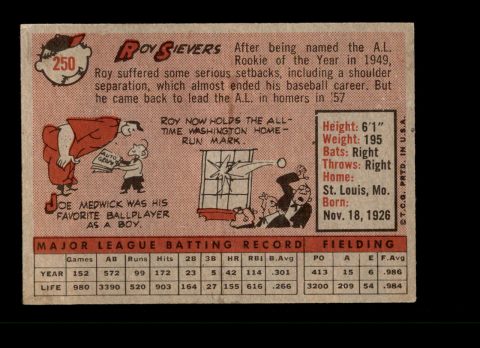 250
ROY SIEVERS
After being named the A.L.
Rookie of the Year in 1949,
Roy suffered some serious setbacks, including a shoulder
separation, which almost ended his baseball career. But
he came back to lead the A.L. in homers in '57
ROY NOW HOLDS THE ALL-
TIME WASHINGTON HOME-
RUN MARK.
JOE MEDWICK WAS HIS
FAVORITE BALLPLAYER
AS A BOY.
Height: 6'1"
Weight: 195
Bats: Right
Throws: Right
Home:
St. Louis, Mo.
Born:
Nov. 18, 1926
© T.C.G. PRTD. IN U.S.A.
MAJOR LEAGUE BATTING RECORD FIELDING
Games AB Runs Hits 2B 3B HR RBI B.Avg PO A E F.Avg
YEAR 152 572 99 172 23 5 42 114 .301 413 15 6 .986
LIFE 980 3390 520 903 164 27 155 616 .266 3200 209 54 .984